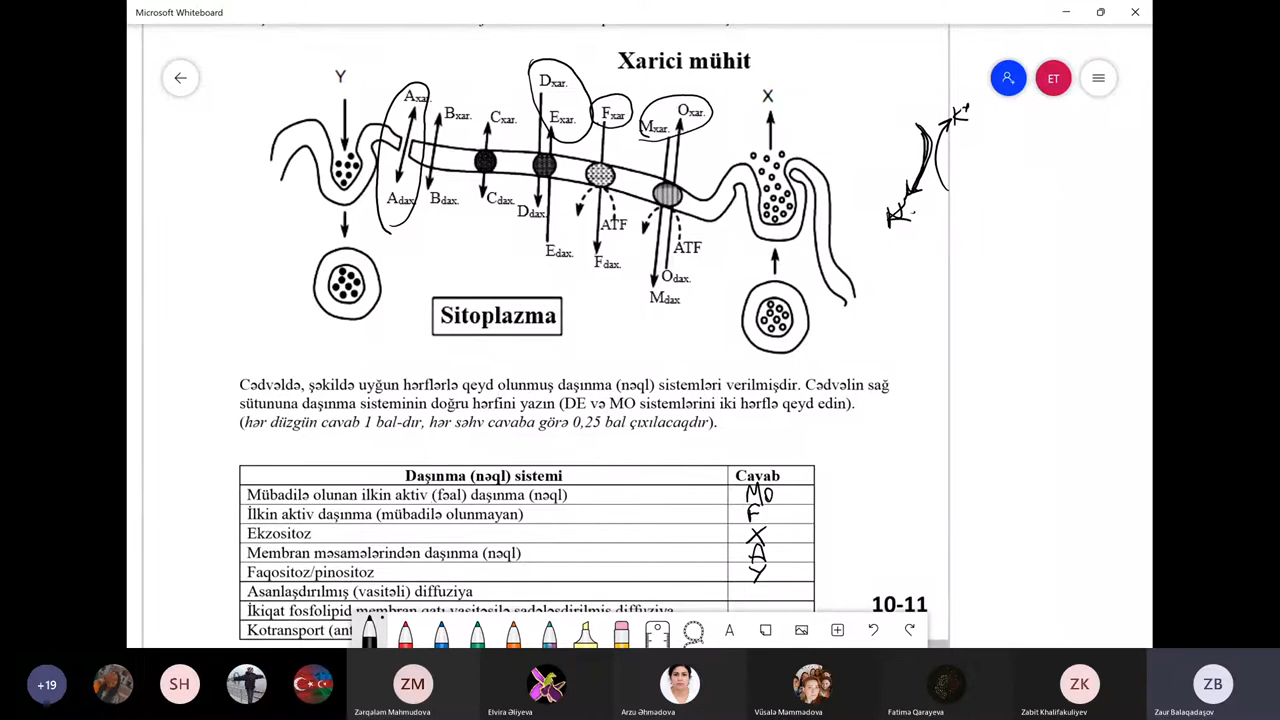 Microsoft Whiteboard
Xarici mühit
Y
Axar.
Bxar.
Cxar.
Dxar.
Exar.
Fxar
Mxar.
Oxar.
X
K⁺
ET
Adax.
Bdax.
Cdax.
Ddax.
Edax.
ATF
Fdax.
ATF
Odax.
Mdax
Sitoplazma
Cədvəldə, şəkildə uyğun hərflərlə qeyd olunmuş daşınma (nəql) sistemləri verilmişdir. Cədvəlin sağ
sütununa daşınma sisteminin doğru hərfini yazın (DE və MO sistemlərini iki hərflə qeyd edin).
(hər düzgün cavab 1 bal-dır, hər səhv cavaba görə 0,25 bal çıxılacaqdır).
Daşınma (nəql) sistemi Cavab
Mübadilə olunan ilkin aktiv (fəal) daşınma (nəql) MO
İlkin aktiv daşınma (mübadilə olunmayan) F
Ekzositoz X
Membran məsamələrindən daşınma (nəql) A
Faqositoz/pinositoz Y
Asanlaşdırılmış (vasitəli) diffuziya
İkiqat fosfolipid membran qatı vasitəsilə sadələşdirilmiş diffuziya
Kotransport (ant
10-11
A
+19
SH
ZM
ZK
ZB
Zərqələm Mahmudova
Elvira Əliyeva
Arzu Əhmədova
Vüsalə Məmmədova
Fatimə Qarayeva
Zabit Khalifakuliyev
Zaur Balaqadaşov